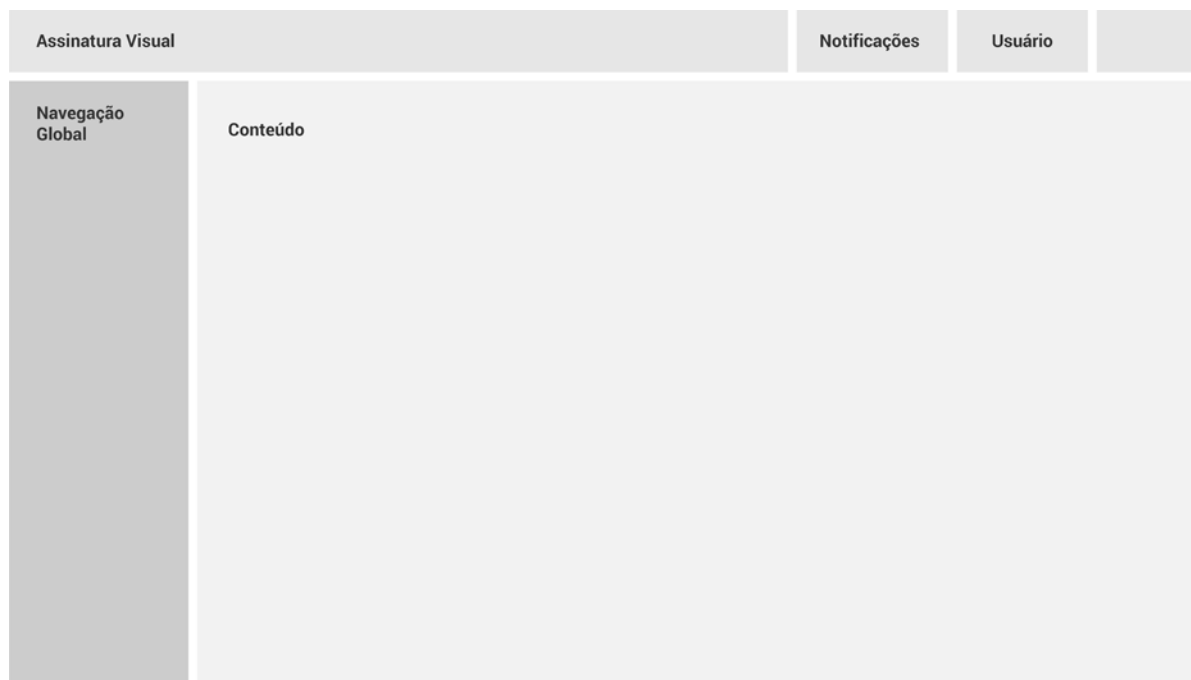 Assinatura Visual
Notificações
Usuário
Navegação
Global
Conteúdo